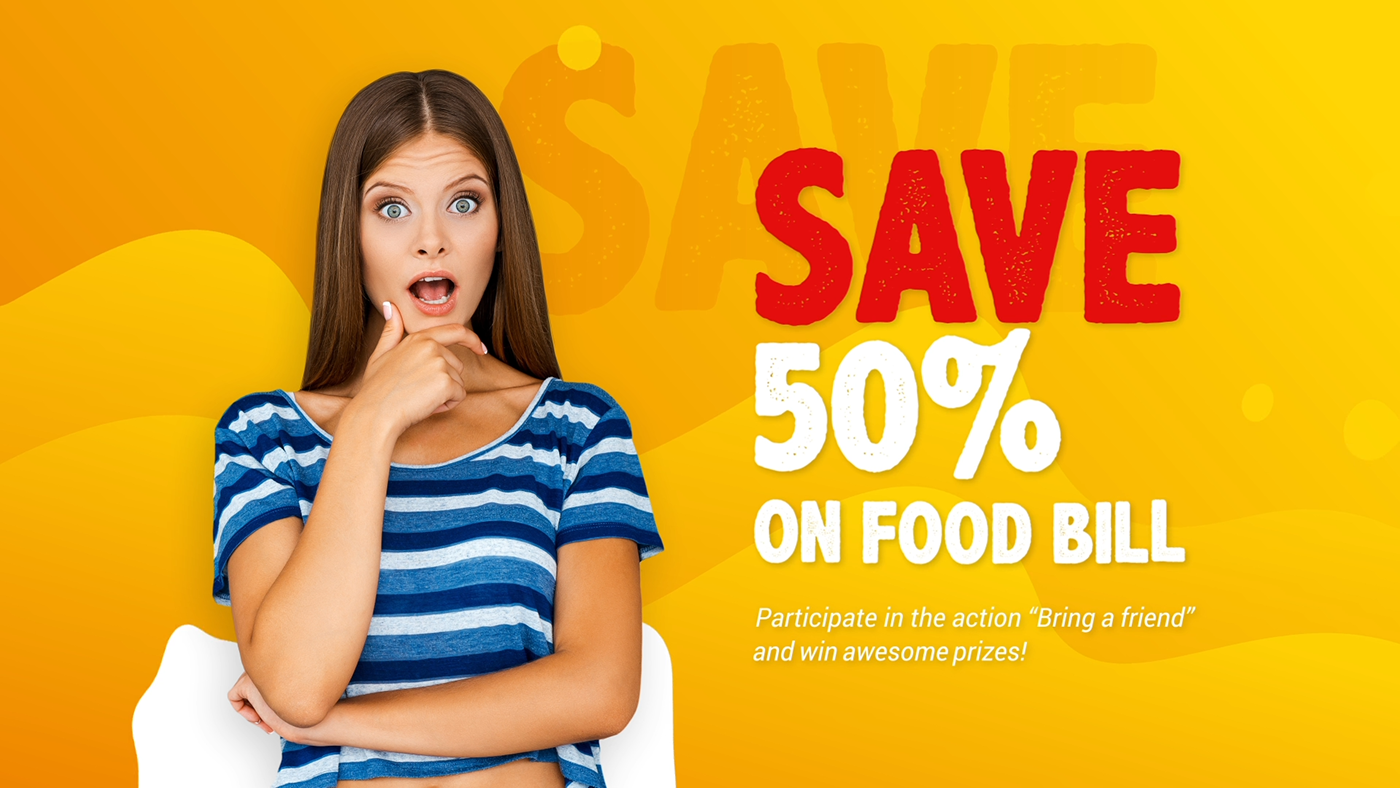 SAVE
SAVE
50%
ON FOOD BILL
Participate in the action “Bring a friend”
and win awesome prizes!